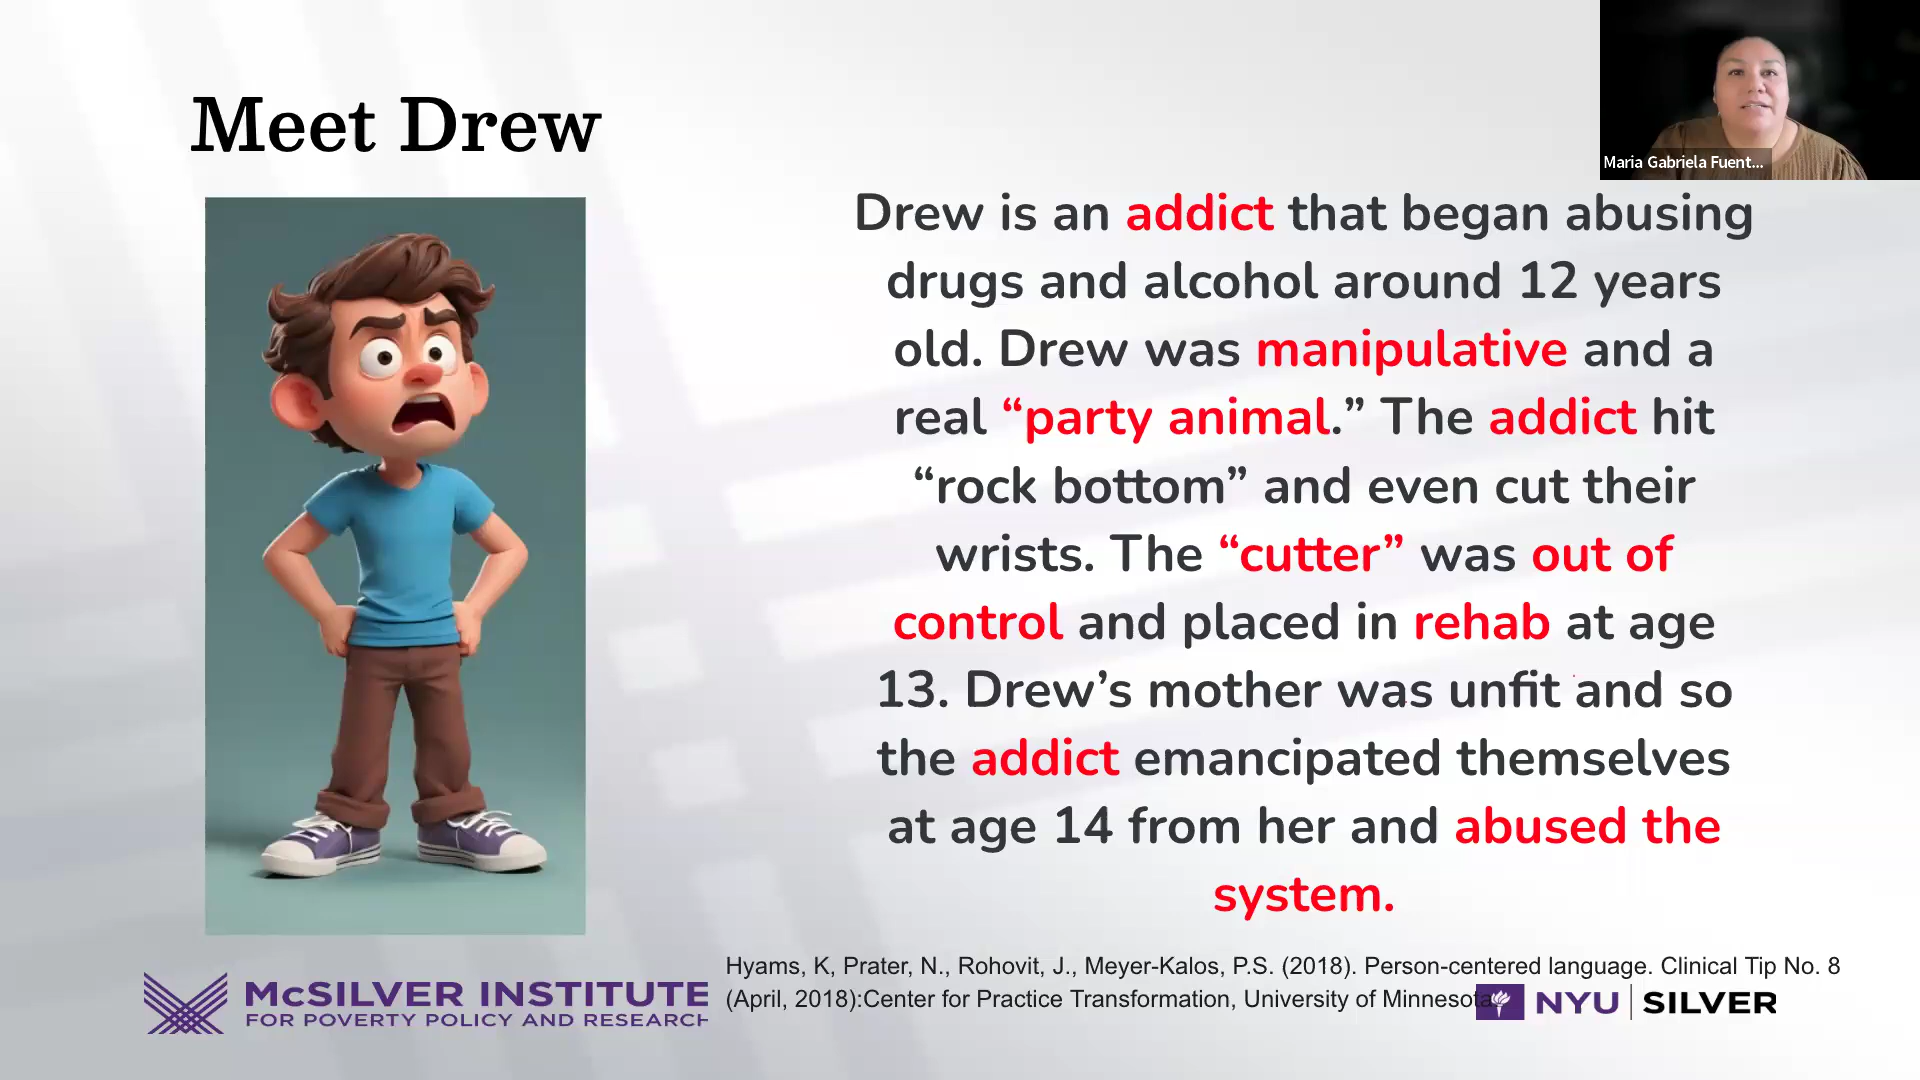 Meet Drew
Maria Gabriela Fuent...
Drew is an addict that began abusing
drugs and alcohol around 12 years
old. Drew was manipulative and a
real “party animal.” The addict hit
“rock bottom” and even cut their
wrists. The “cutter” was out of
control and placed in rehab at age
13. Drew’s mother was unfit and so
the addict emancipated themselves
at age 14 from her and abused the
system.
Hyams, K, Prater, N., Rohovit, J., Meyer-Kalos, P.S. (2018). Person-centered language. Clinical Tip No. 8
(April, 2018):Center for Practice Transformation, University of Minnesota
McSILVER INSTITUTE
FOR POVERTY POLICY AND RESEARCH
NYU SILVER